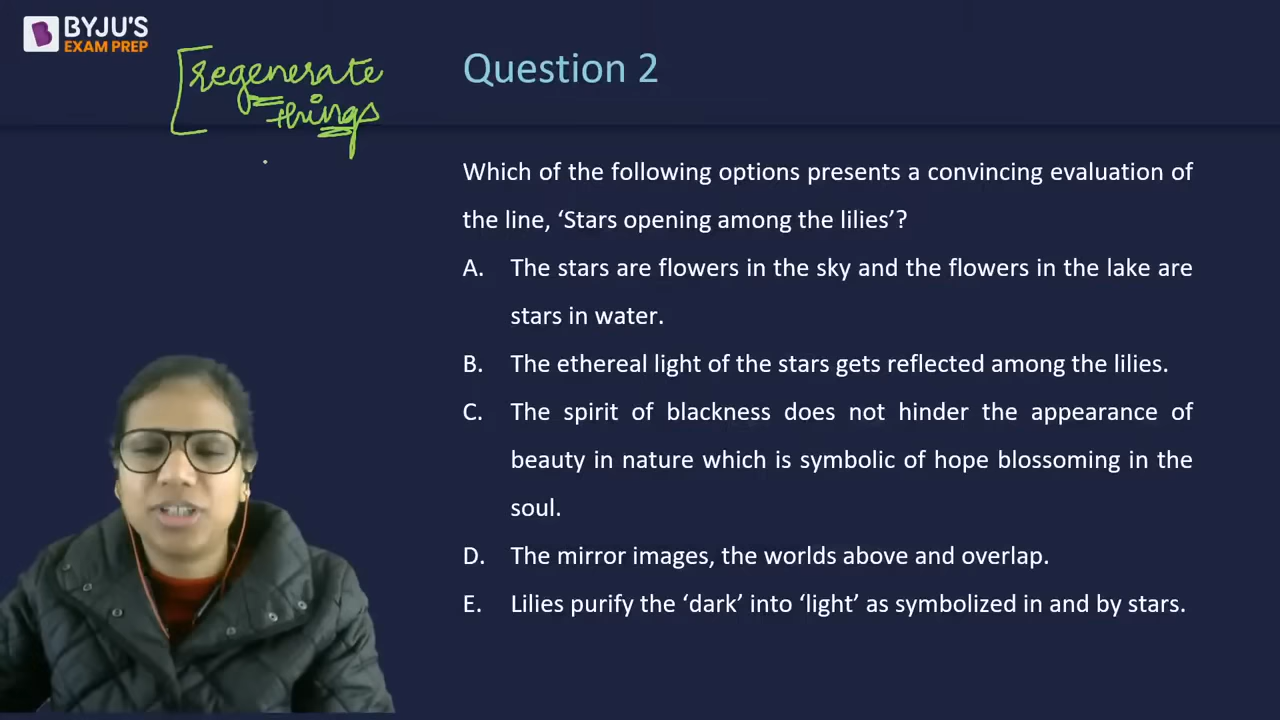 BYJU'S
EXAM PREP
regenerate
things
Question 2
Which of the following options presents a convincing evaluation of
the line, ‘Stars opening among the lilies’?
A. The stars are flowers in the sky and the flowers in the lake are
stars in water.
B. The ethereal light of the stars gets reflected among the lilies.
C. The spirit of blackness does not hinder the appearance of
beauty in nature which is symbolic of hope blossoming in the
soul.
D. The mirror images, the worlds above and overlap.
E. Lilies purify the ‘dark’ into ‘light’ as symbolized in and by stars.